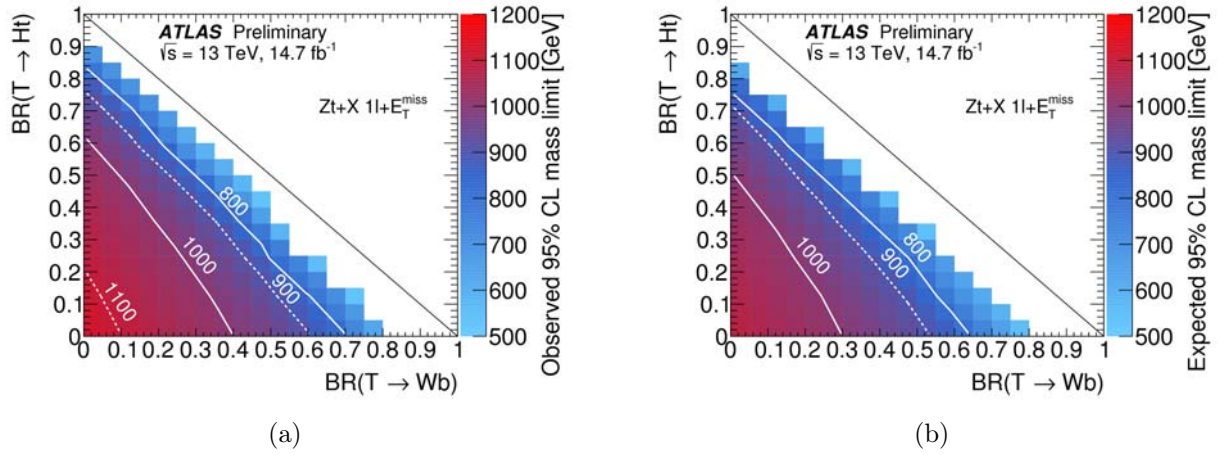 ATLAS Preliminary
√s = 13 TeV, 14.7 fb⁻¹
Zt+X 1l+E_T^miss
BR(T → Ht)
1
0.9
0.8
0.7
0.6
0.5
0.4
0.3
0.2
0.1
0
800
900
1000
1100
0 0.1 0.2 0.3 0.4 0.5 0.6 0.7 0.8 0.9 1
BR(T → Wb)
1200
1100
1000
900
800
700
600
500
Observed 95% CL mass limit [GeV]
(a)
ATLAS Preliminary
√s = 13 TeV, 14.7 fb⁻¹
Zt+X 1l+E_T^miss
BR(T → Ht)
1
0.9
0.8
0.7
0.6
0.5
0.4
0.3
0.2
0.1
0
800
900
1000
0 0.1 0.2 0.3 0.4 0.5 0.6 0.7 0.8 0.9 1
BR(T → Wb)
1200
1100
1000
900
800
700
600
500
Expected 95% CL mass limit [GeV]
(b)